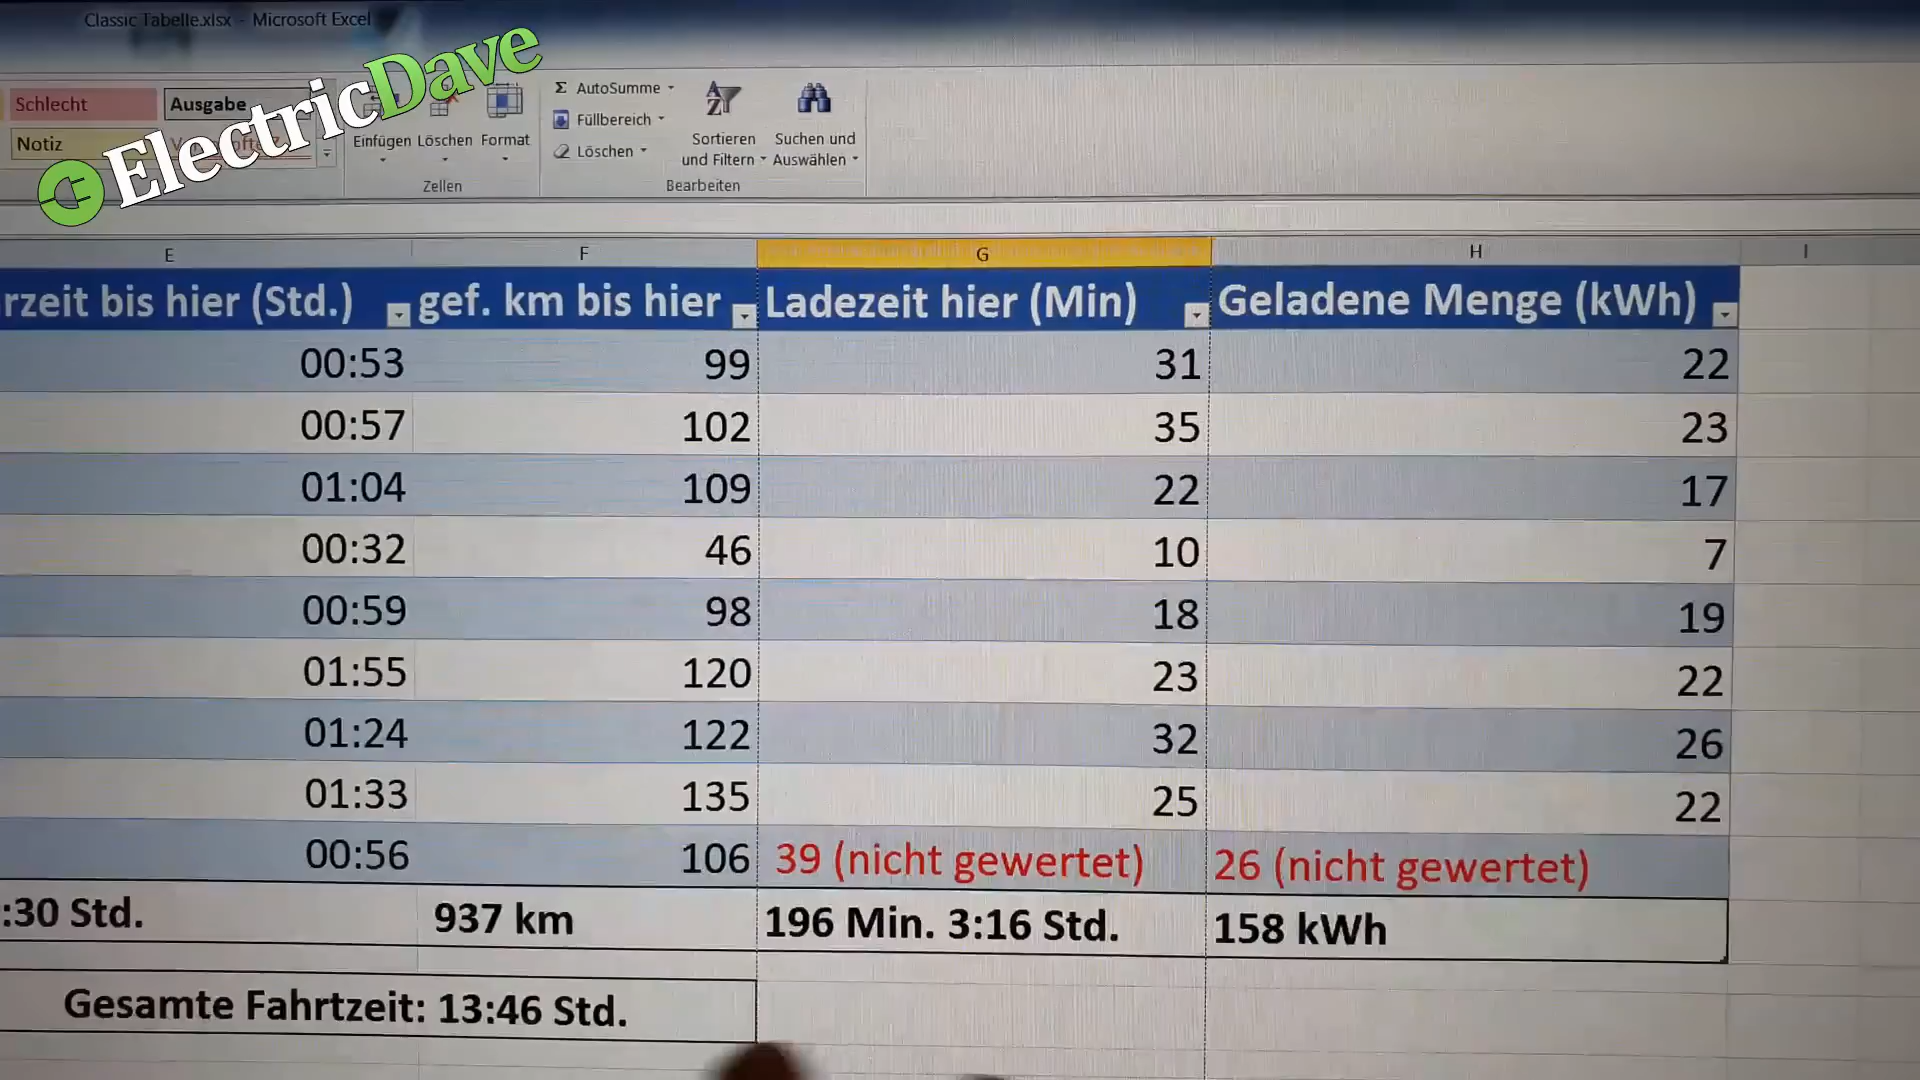 Classic Tabelle.xlsx - Microsoft Excel
ElectricDave
Schlecht
Ausgabe
Notiz
Einfügen
Löschen
Format
Zellen
Σ AutoSumme
Füllbereich
Löschen
Sortieren und Filtern
Suchen und Auswählen
Bearbeiten
E F G H I
rzeit bis hier (Std.) gef. km bis hier Ladezeit hier (Min) Geladene Menge (kWh)
00:53 99 31 22
00:57 102 35 23
01:04 109 22 17
00:32 46 10 7
00:59 98 18 19
01:55 120 23 22
01:24 122 32 26
01:33 135 25 22
00:56 106 39 (nicht gewertet) 26 (nicht gewertet)
:30 Std. 937 km 196 Min. 3:16 Std. 158 kWh
Gesamte Fahrtzeit: 13:46 Std.